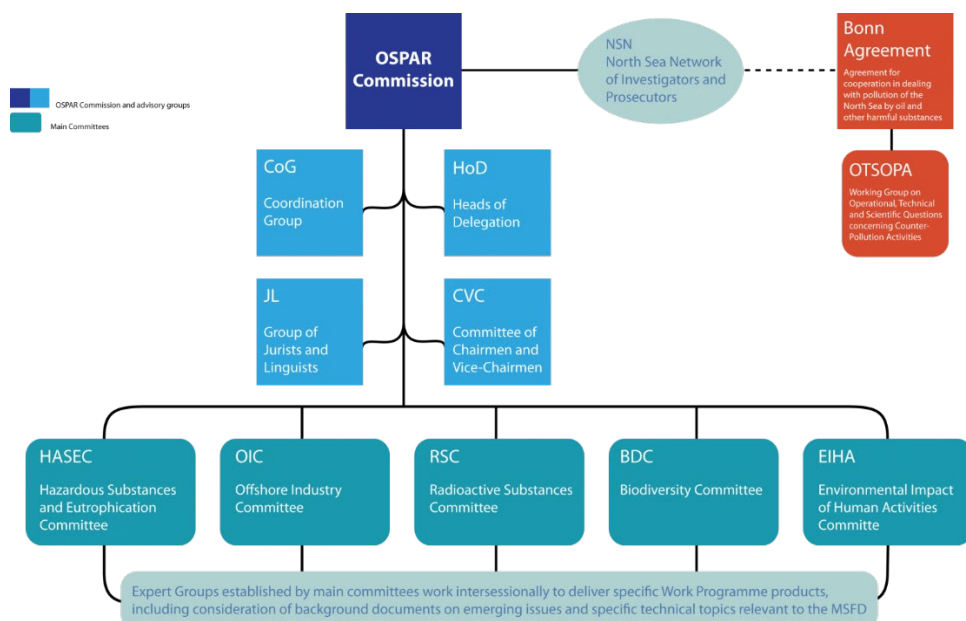 OSPAR
Commission
NSN
North Sea Network
of Investigators and
Prosecutors
Bonn
Agreement
Agreement for
cooperation in dealing
with pollution of the
North Sea by oil and
other harmful substances
OSPAR Commission and advisory groups
Main Committees
OTSOPA
Working Group on
Operational, Technical
and Scientific Questions
concerning Counter-
Pollution Activities
CoG
Coordination
Group
HoD
Heads of
Delegation
JL
Group of
Jurists and
Linguists
CVC
Committee of
Chairmen and
Vice-Chairmen
HASEC
Hazardous Substances
and Eutrophication
Committee
OIC
Offshore Industry
Committee
RSC
Radioactive Substances
Committee
BDC
Biodiversity Committee
EIHA
Environmental Impact
of Human Activities
Committe
Expert Groups established by main committees work intersessionally to deliver specific Work Programme products,
including consideration of background documents on emerging issues and specific technical topics relevant to the MSFD